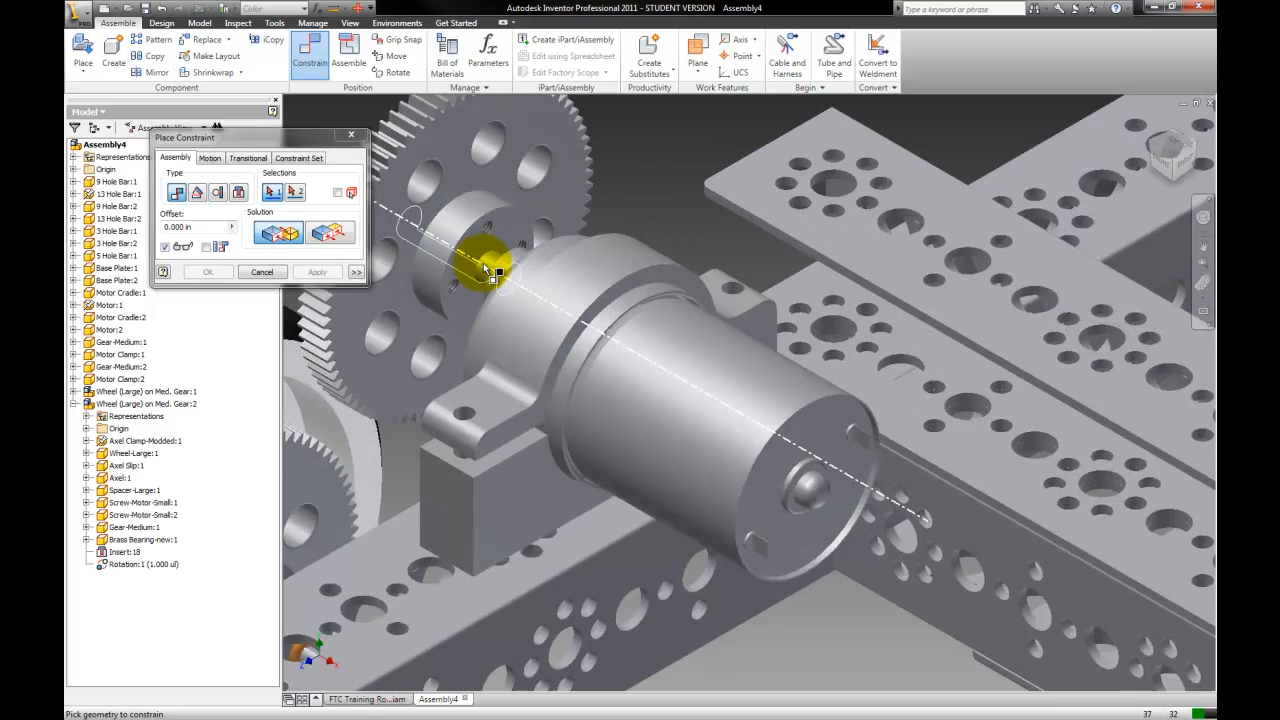 PRO
Color
Autodesk Inventor Professional 2011 - STUDENT VERSION Assembly4
Type a keyword or phrase
Assemble Design Model Inspect Tools Manage View Environments Get Started
Place
Create
Pattern
Copy
Mirror
Replace
Make Layout
Shrinkwrap
iCopy
Component
Constrain
Assemble
Grip Snap
Move
Rotate
Position
Bill of
Materials
Parameters
Manage
Create iPart/iAssembly
Edit using Spreadsheet
Edit Factory Scope
iPart/iAssembly
Create
Substitutes
Productivity
Plane
Axis
Point
UCS
Work Features
Cable and
Harness
Tube and
Pipe
Begin
Convert to
Weldment
Convert
Model
Assembly4
Representations
Origin
9 Hole Bar:1
13 Hole Bar:1
9 Hole Bar:2
13 Hole Bar:2
3 Hole Bar:1
3 Hole Bar:2
5 Hole Bar:1
Base Plate:1
Base Plate:2
Motor Cradle:1
Motor:1
Motor Cradle:2
Motor:2
Gear-Medium:1
Motor Clamp:1
Gear-Medium:2
Motor Clamp:2
Wheel (Large) on Med. Gear:1
Wheel (Large) on Med. Gear:2
Representations
Origin
Axel Clamp-Modded:1
Wheel-Large:1
Axel Slip:1
Axel:1
Spacer-Large:1
Screw-Motor-Small:1
Screw-Motor-Small:2
Gear-Medium:1
Brass Bearing-new:1
Insert:18
Rotation:1 (1.000 ul)
Place Constraint
Assembly Motion Transitional Constraint Set
Type
Selections
1
2
Offset:
0.000 in
Solution
OK
Cancel
Apply
>>
FTC Training Ro...iam
Assembly4
Pick geometry to constrain
37
32